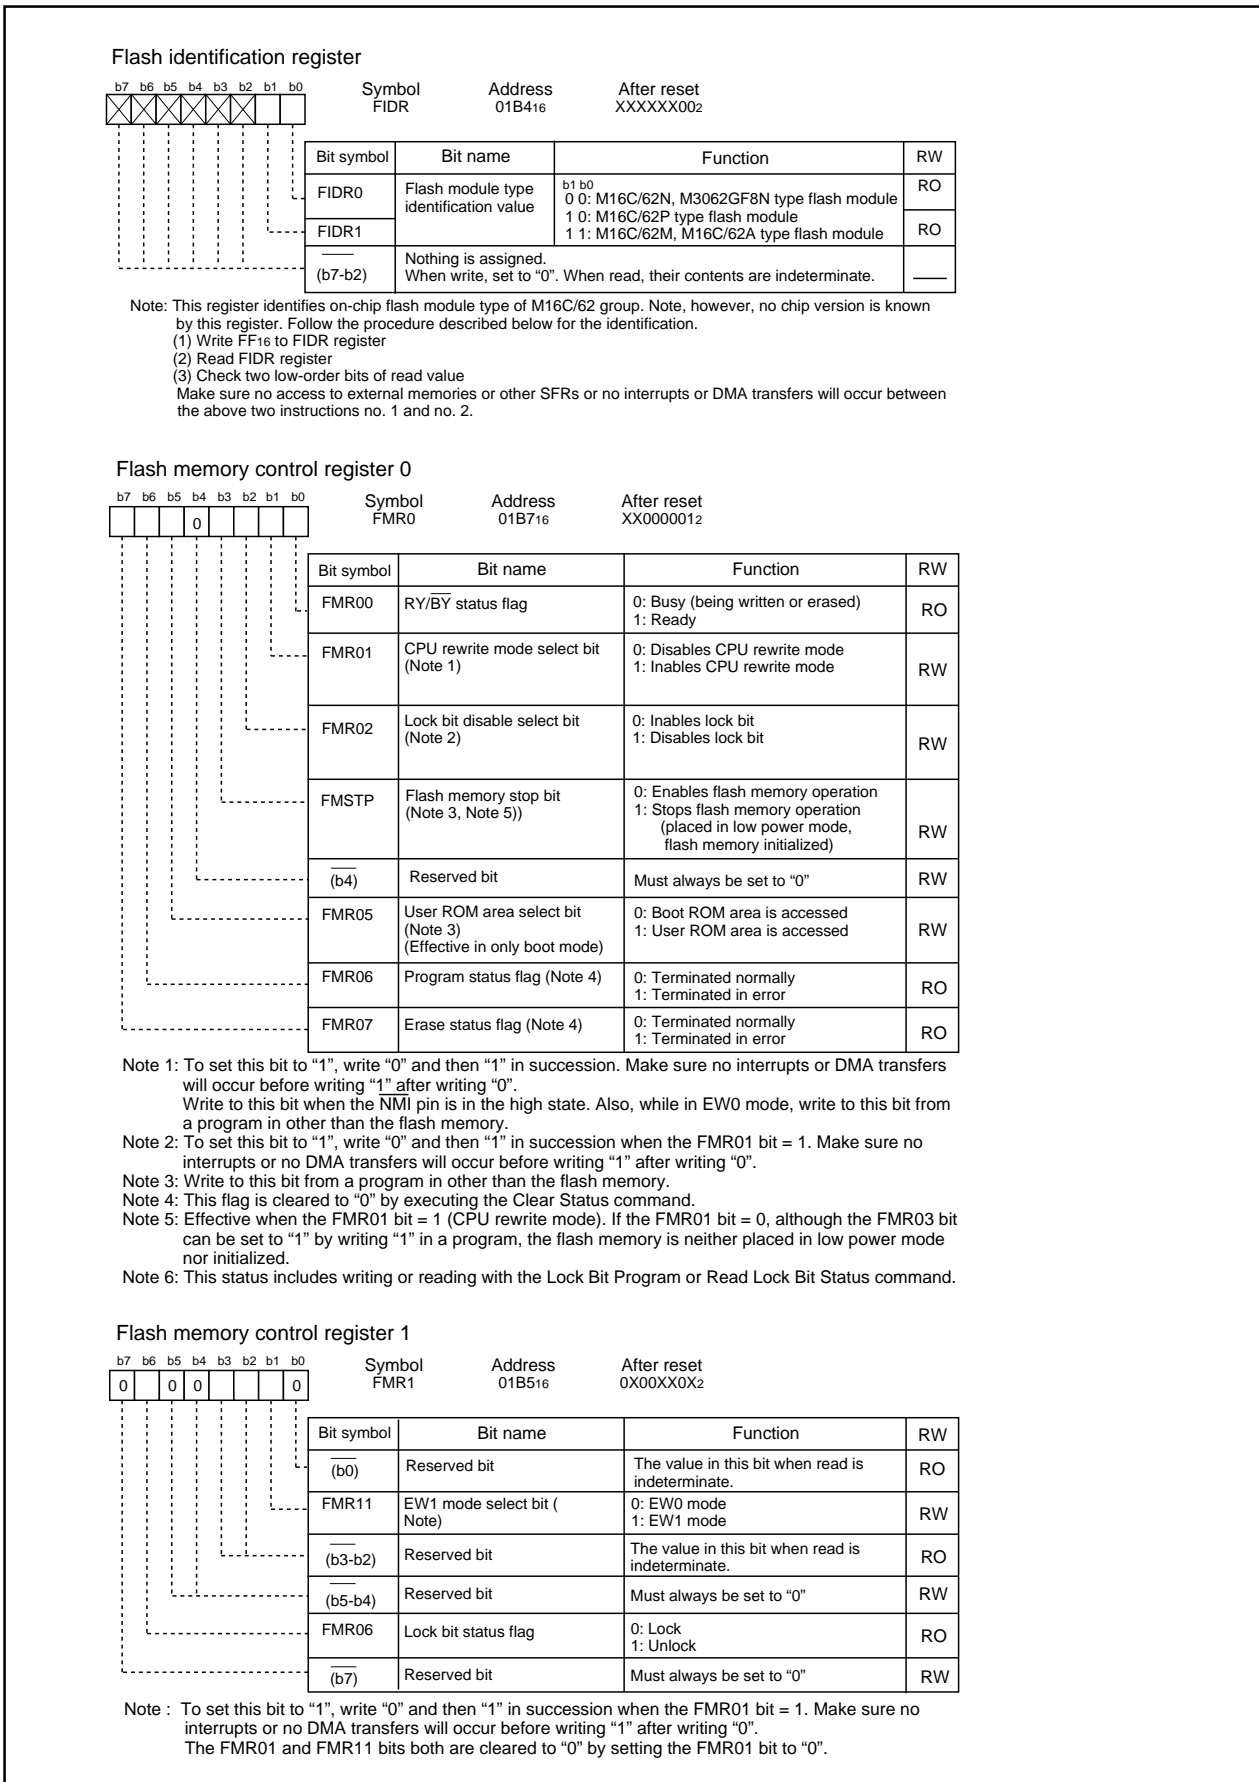 Flash identification register
b7 b6 b5 b4 b3 b2 b1 b0
Symbol Address After reset
FIDR 01B416 XXXXXX002
Bit symbol Bit name Function RW
FIDR0 Flash module type identification value b1 b0 RO
0 0: M16C/62N, M3062GF8N type flash module
1 0: M16C/62P type flash module
FIDR1 1 1: M16C/62M, M16C/62A type flash module RO
(b7-b2) Nothing is assigned.
When write, set to “0”. When read, their contents are indeterminate. —
Note: This register identifies on-chip flash module type of M16C/62 group. Note, however, no chip version is known
by this register. Follow the procedure described below for the identification.
(1) Write FF16 to FIDR register
(2) Read FIDR register
(3) Check two low-order bits of read value
Make sure no access to external memories or other SFRs or no interrupts or DMA transfers will occur between
the above two instructions no. 1 and no. 2.
Flash memory control register 0
b7 b6 b5 b4 b3 b2 b1 b0
0
Symbol Address After reset
FMR0 01B716 XX0000012
Bit symbol Bit name Function RW
FMR00 RY/BY status flag 0: Busy (being written or erased) RO
1: Ready
FMR01 CPU rewrite mode select bit 0: Disables CPU rewrite mode
(Note 1) 1: Inables CPU rewrite mode RW
FMR02 Lock bit disable select bit 0: Inables lock bit
(Note 2) 1: Disables lock bit RW
FMSTP Flash memory stop bit 0: Enables flash memory operation
(Note 3, Note 5)) 1: Stops flash memory operation
(placed in low power mode, RW
flash memory initialized)
(b4) Reserved bit Must always be set to “0” RW
FMR05 User ROM area select bit 0: Boot ROM area is accessed
(Note 3) 1: User ROM area is accessed RW
(Effective in only boot mode)
FMR06 Program status flag (Note 4) 0: Terminated normally RO
1: Terminated in error
FMR07 Erase status flag (Note 4) 0: Terminated normally RO
1: Terminated in error
Note 1: To set this bit to “1”, write “0” and then “1” in succession. Make sure no interrupts or DMA transfers
will occur before writing “1” after writing “0”.
Write to this bit when the NMI pin is in the high state. Also, while in EW0 mode, write to this bit from
a program in other than the flash memory.
Note 2: To set this bit to “1”, write “0” and then “1” in succession when the FMR01 bit = 1. Make sure no
interrupts or no DMA transfers will occur before writing “1” after writing “0”.
Note 3: Write to this bit from a program in other than the flash memory.
Note 4: This flag is cleared to “0” by executing the Clear Status command.
Note 5: Effective when the FMR01 bit = 1 (CPU rewrite mode). If the FMR01 bit = 0, although the FMR03 bit
can be set to “1” by writing “1” in a program, the flash memory is neither placed in low power mode
nor initialized.
Note 6: This status includes writing or reading with the Lock Bit Program or Read Lock Bit Status command.
Flash memory control register 1
b7 b6 b5 b4 b3 b2 b1 b0
0 0 0 0
Symbol Address After reset
FMR1 01B516 0X00XX0X2
Bit symbol Bit name Function RW
(b0) Reserved bit The value in this bit when read is RO
indeterminate.
FMR11 EW1 mode select bit ( 0: EW0 mode RW
Note) 1: EW1 mode
(b3-b2) Reserved bit The value in this bit when read is RO
indeterminate.
(b5-b4) Reserved bit Must always be set to “0” RW
FMR06 Lock bit status flag 0: Lock RO
1: Unlock
(b7) Reserved bit Must always be set to “0” RW
Note : To set this bit to “1”, write “0” and then “1” in succession when the FMR01 bit = 1. Make sure no
interrupts or no DMA transfers will occur before writing “1” after writing “0”.
The FMR01 and FMR11 bits both are cleared to “0” by setting the FMR01 bit to “0”.